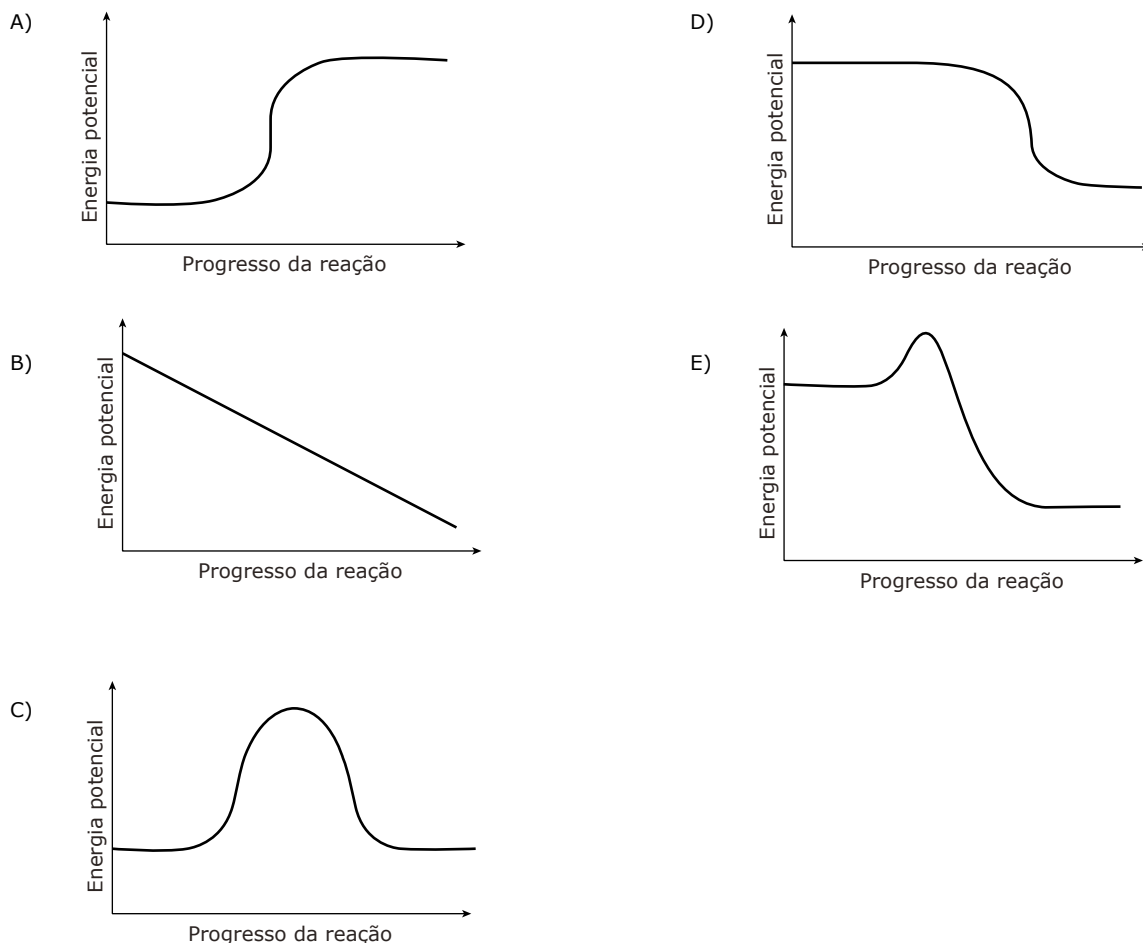 A)
Energia potencial
Progresso da reação
B)
Energia potencial
Progresso da reação
C)
Energia potencial
Progresso da reação
D)
Energia potencial
Progresso da reação
E)
Energia potencial
Progresso da reação